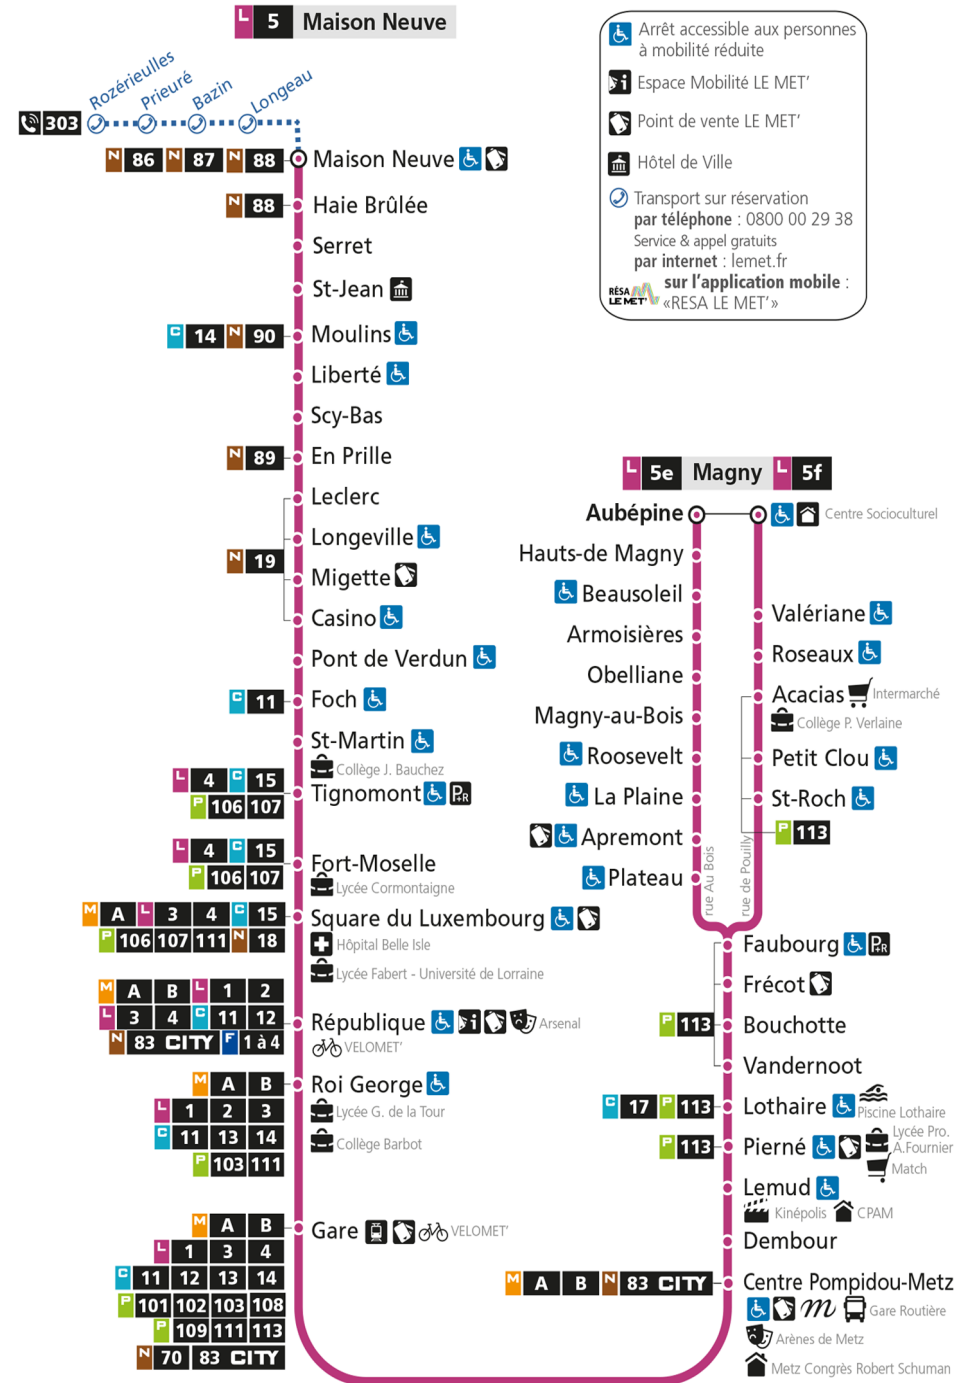 L 5 Maison Neuve
Rozérieulles
Prieuré
Bazin
Longeau
303
N 86 N 87 N 88 Maison Neuve
N 88 Haie Brûlée
Serret
St-Jean
C 14 N 90 Moulins
Liberté
Scy-Bas
N 89 En Prille
Leclerc
Longeville
N 19
Migette
Casino
Pont de Verdun
C 11 Foch
St-Martin
Collège J. Bauchez
L 4 C 15
P 106 107
Tignomont P+R
L 4 C 15
P 106 107
Fort-Moselle
Lycée Cormontaigne
M A L 3 4 C 15
P 106 107 111 N 18
Square du Luxembourg
Hôpital Belle Isle
Lycée Fabert - Université de Lorraine
M A B L 1 2
L 3 4 C 11 12
N 83 CITY F 1 à 4
République Arsenal
VELOMET'
M A B
L 1 2 3
C 11 13 14
P 103 111
Roi George
Lycée G. de la Tour
Collège Barbot
M A B
L 1 3 4
C 11 12 13 14
P 101 102 103 108
P 109 111 113
N 70 83 CITY
Gare VELOMET'
Arrêt accessible aux personnes
à mobilité réduite
Espace Mobilité LE MET'
Point de vente LE MET'
Hôtel de Ville
Transport sur réservation
par téléphone : 0800 00 29 38
Service & appel gratuits
par internet : lemet.fr
RÉSA
LE MET'
sur l'application mobile :
«RESA LE MET'»
L 5e Magny L 5f
Aubépine
Centre Socioculturel
Hauts-de Magny
Beausoleil
Armoisières
Obelliane
Magny-au-Bois
Roosevelt
La Plaine
Apremont
Plateau
rue Au Bois
rue de Pouilly
Valériane
Roseaux
Acacias Intermarché
Collège P. Verlaine
Petit Clou
St-Roch
P 113
Faubourg P+R
Frécot
P 113 Bouchotte
Vandernoot
C 17 P 113 Lothaire
Piscine Lothaire
P 113 Pierné
Lycée Pro.
A.Fournier
Match
Lemud
Kinépolis CPAM
Dembour
M A B N 83 CITY Centre Pompidou-Metz
m Gare Routière
Arènes de Metz
Metz Congrès Robert Schuman